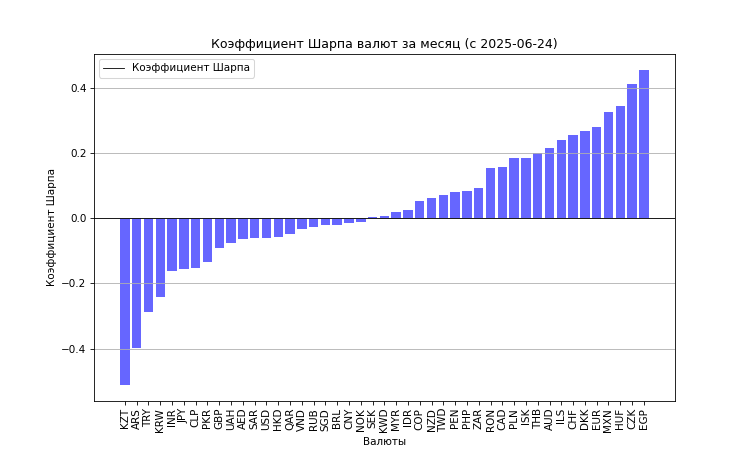 Коэффициент Шарпа валют за месяц (с 2025-06-24)
Коэффициент Шарпа
Коэффициент Шарпа
0.4
0.2
0.0
−0.2
−0.4
KZT ARS TRY KRW INR JPY CLP PKR GBP UAH AED SAR USD HKD QAR VND RUB SGD BRL CNY NOK SEK KWD MYR IDR COP NZD TWD PEN PHP ZAR RON CAD PLN ISK THB AUD ILS CHF DKK EUR MXN HUF CZK EGP
Валюты